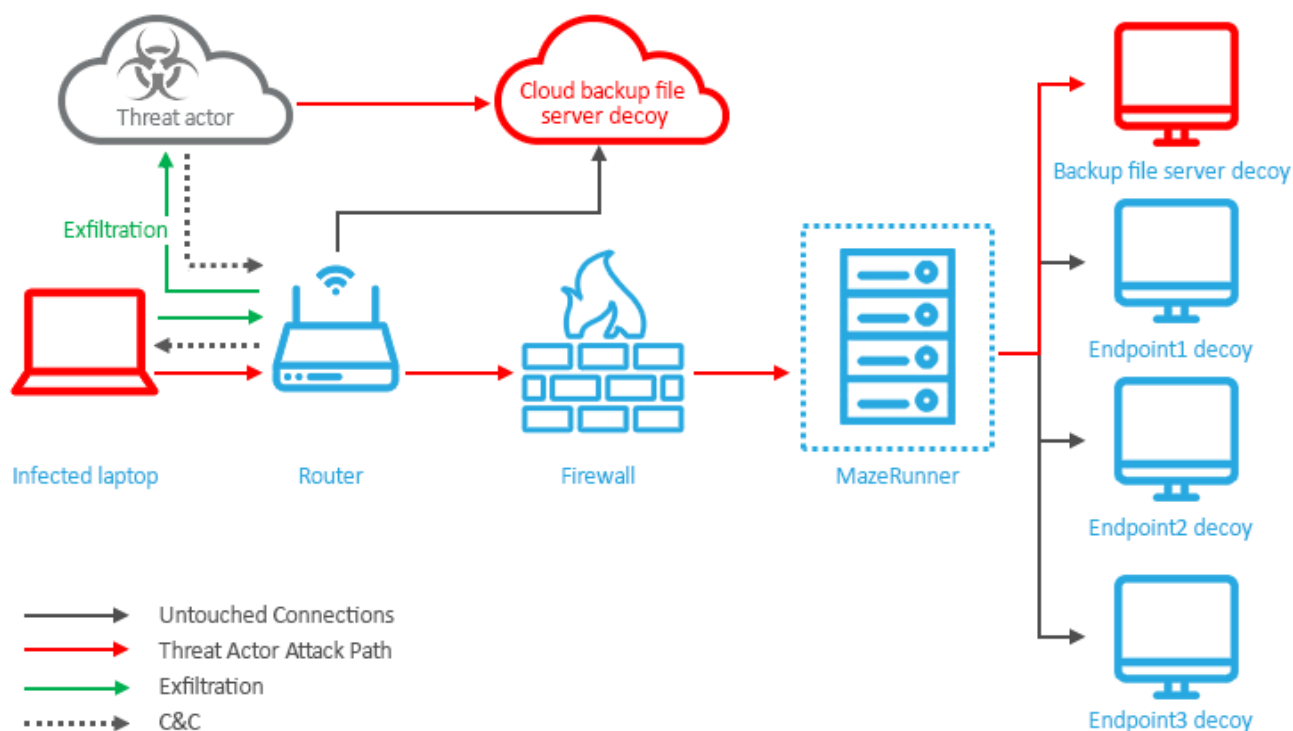 Threat actor
Cloud backup file
server decoy
Backup file server decoy
Exfiltration
Endpoint1 decoy
Infected laptop
Router
Firewall
MazeRunner
Endpoint2 decoy
Untouched Connections
Threat Actor Attack Path
Exfiltration
C&C
Endpoint3 decoy